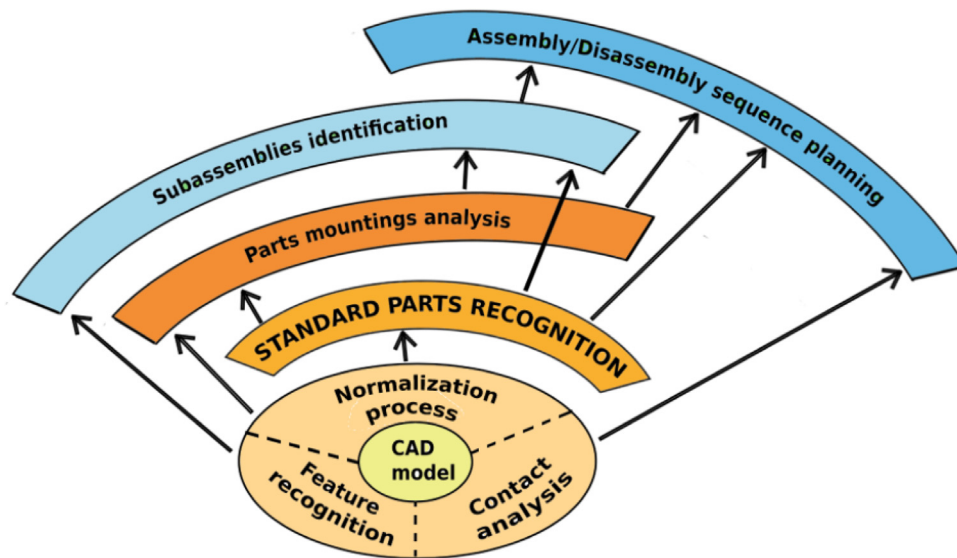 Assembly/Disassembly sequence planning
Subassemblies identification
Parts mountings analysis
STANDARD PARTS RECOGNITION
Normalization
process
CAD
model
Feature
recognition
Contact
analysis